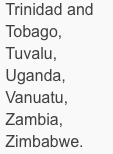 Trinidad and
Tobago,
Tuvalu,
Uganda,
Vanuatu,
Zambia,
Zimbabwe.